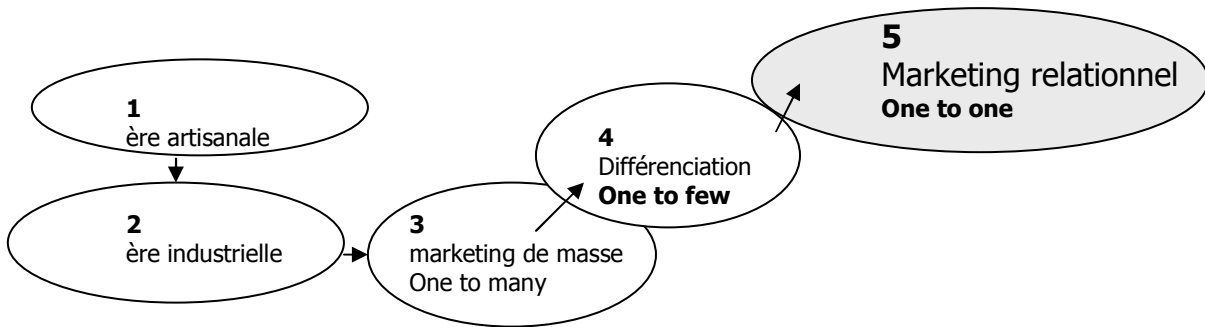 1
ère artisanale
2
ère industrielle
3
marketing de masse
One to many
4
Différenciation
One to few
5
Marketing relationnel
One to one